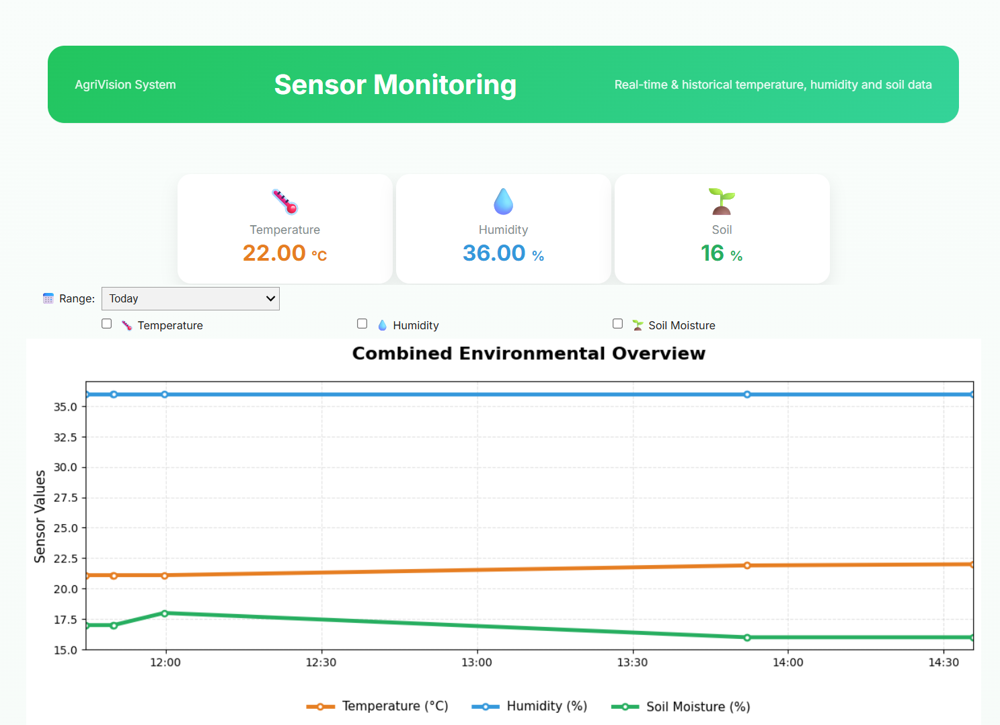 AgriVision System
Sensor Monitoring
Real-time & historical temperature, humidity and soil data
Temperature
22.00 °C
Humidity
36.00 %
Soil
16 %
Range:
Today
Temperature
Humidity
Soil Moisture
Combined Environmental Overview
Sensor Values
35.0
32.5
30.0
27.5
25.0
22.5
20.0
17.5
15.0
12:00
12:30
13:00
13:30
14:00
14:30
Temperature (°C)
Humidity (%)
Soil Moisture (%)